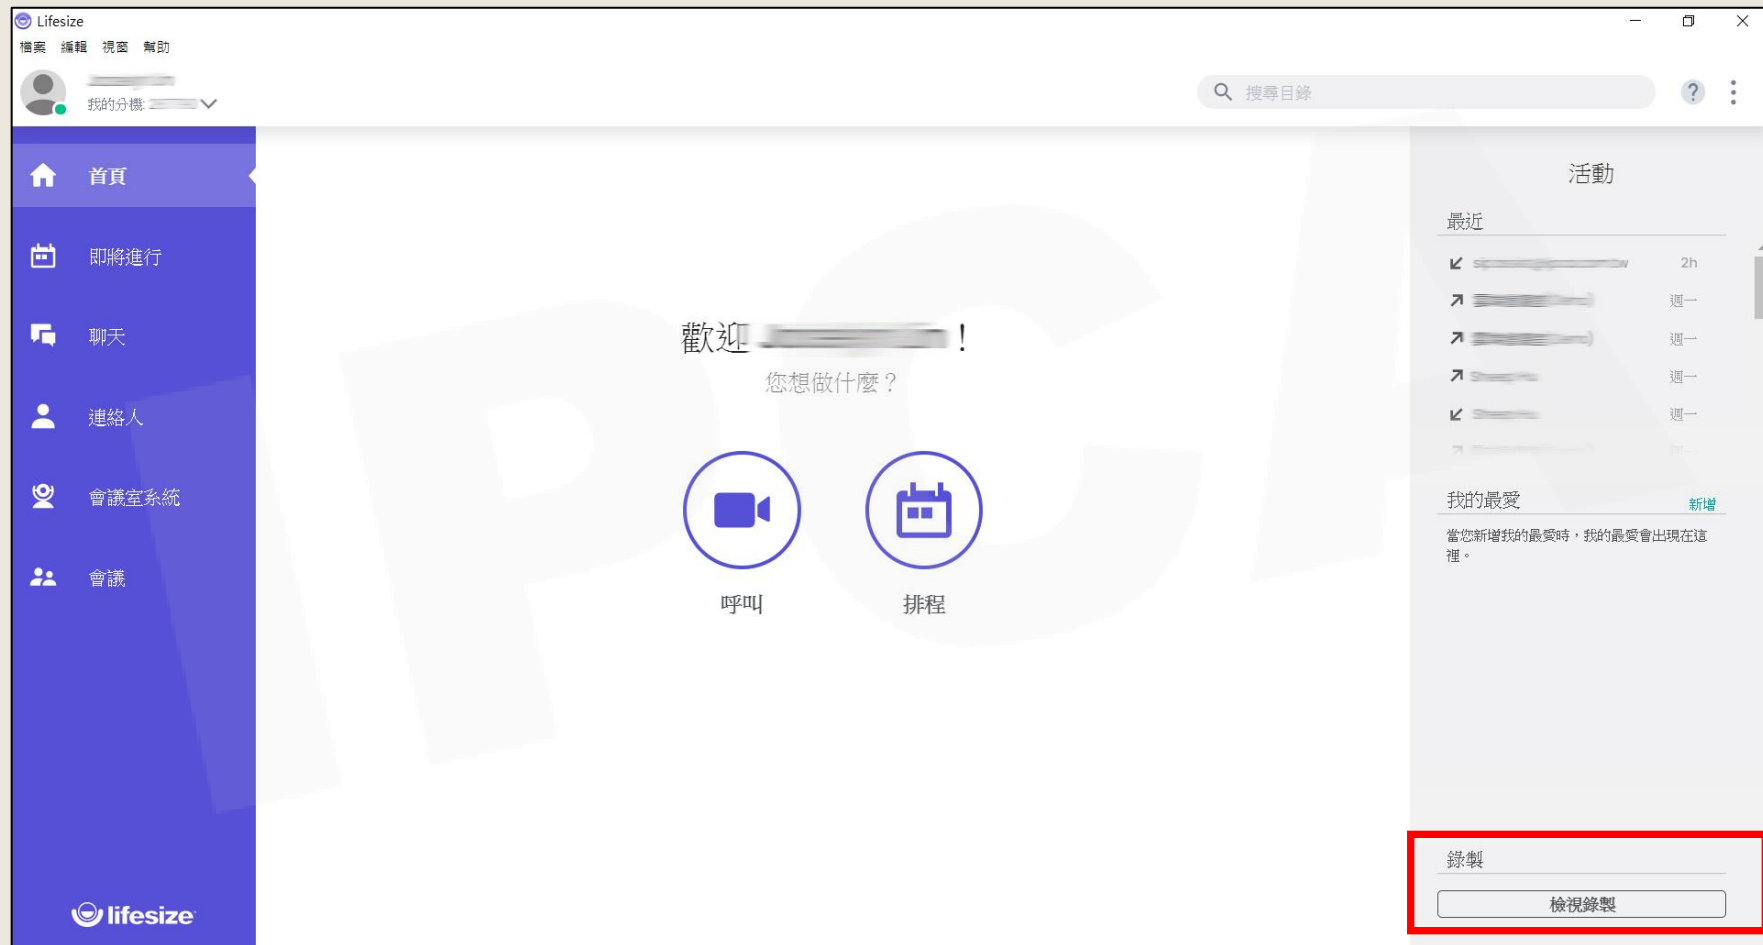 Lifesize
檔案 編輯 視窗 幫助
我的分機:
搜尋目錄
?
首頁
即將進行
聊天
連絡人
會議室系統
會議
lifesize
歡迎 !
您想做什麼？
呼叫
排程
活動
最近
2h
週一
週一
週一
週一
我的最愛 新增
當您新增我的最愛時，我的最愛會出現在這
裡。
錄製
檢視錄製
IPCA